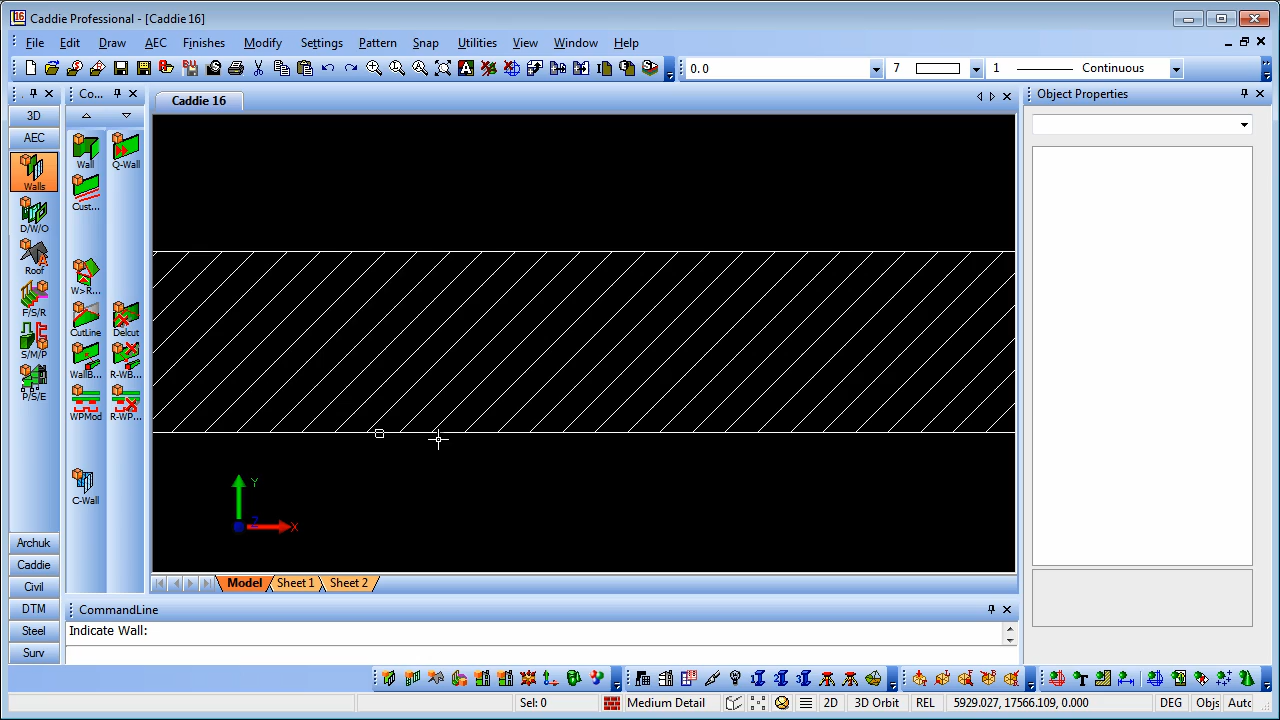 Caddie Professional - [Caddie 16]
File Edit Draw AEC Finishes Modify Settings Pattern Snap Utilities View Window Help
0. 0 7 1 Continuous
. Co... Caddie 16 Object Properties
3D
AEC
Walls
D/W/O
Roof
F/S/R
S/M/P
P/S/E
Archuk
Caddie
Civil
DTM
Steel
Surv
Wall Q-Wall
Cust...
W>R...
CutLine Delcut
WallB... R-WB...
WPMod R-WP...
C-Wall
Y
Z X
Model Sheet 1 Sheet 2
CommandLine
Indicate Wall:
Sel: 0 Medium Detail 2D 3D Orbit REL 5929.027, 17566.109, 0.000 DEG Objs Auto